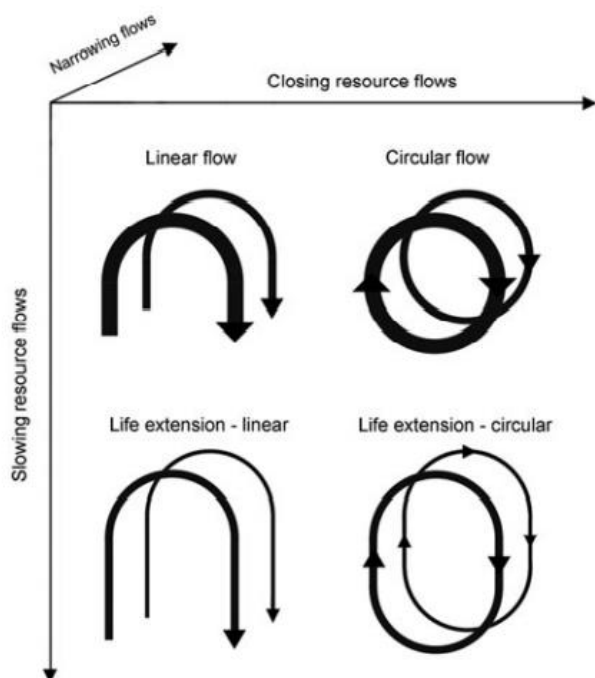 Narrowing flows
Closing resource flows
Linear flow
Circular flow
Slowing resource flows
Life extension - linear
Life extension - circular